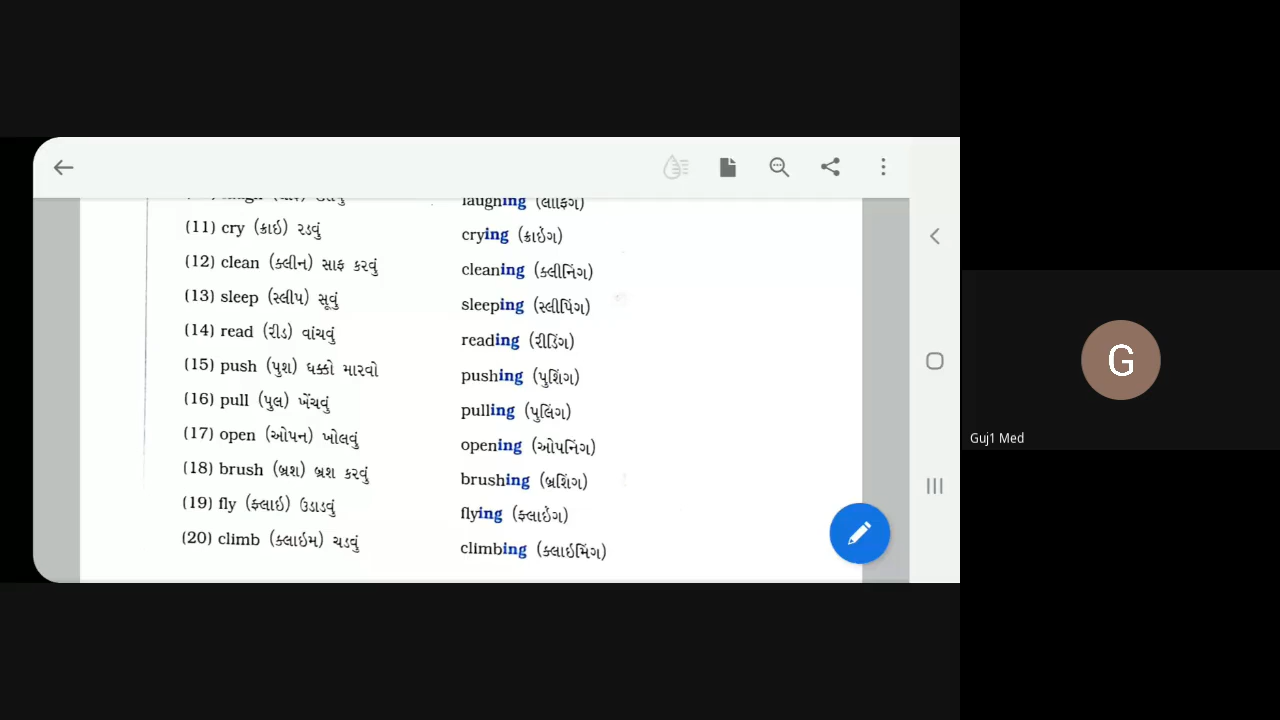 laughing (લાફિંગ)
(11) cry (ક્રાઇ) રડવું crying (ક્રાઇંગ)
(12) clean (ક્લીન) સાફ કરવું cleaning (ક્લીનિંગ)
(13) sleep (સ્લીપ) સૂવું sleeping (સ્લીપિંગ)
(14) read (રીડ) વાંચવું reading (રીડિંગ)
(15) push (પુશ) ધક્કો મારવો pushing (પુશિંગ)
(16) pull (પુલ) ખેંચવું pulling (પુલિંગ)
(17) open (ઓપન) ખોલવું opening (ઓપનિંગ)
(18) brush (બ્રશ) બ્રશ કરવું brushing (બ્રશિંગ)
(19) fly (ફ્લાઇ) ઉડાડવું flying (ફ્લાઇંગ)
(20) climb (ક્લાઇમ) ચડવું climbing (ક્લાઇમિંગ)
G
Guj1 Med